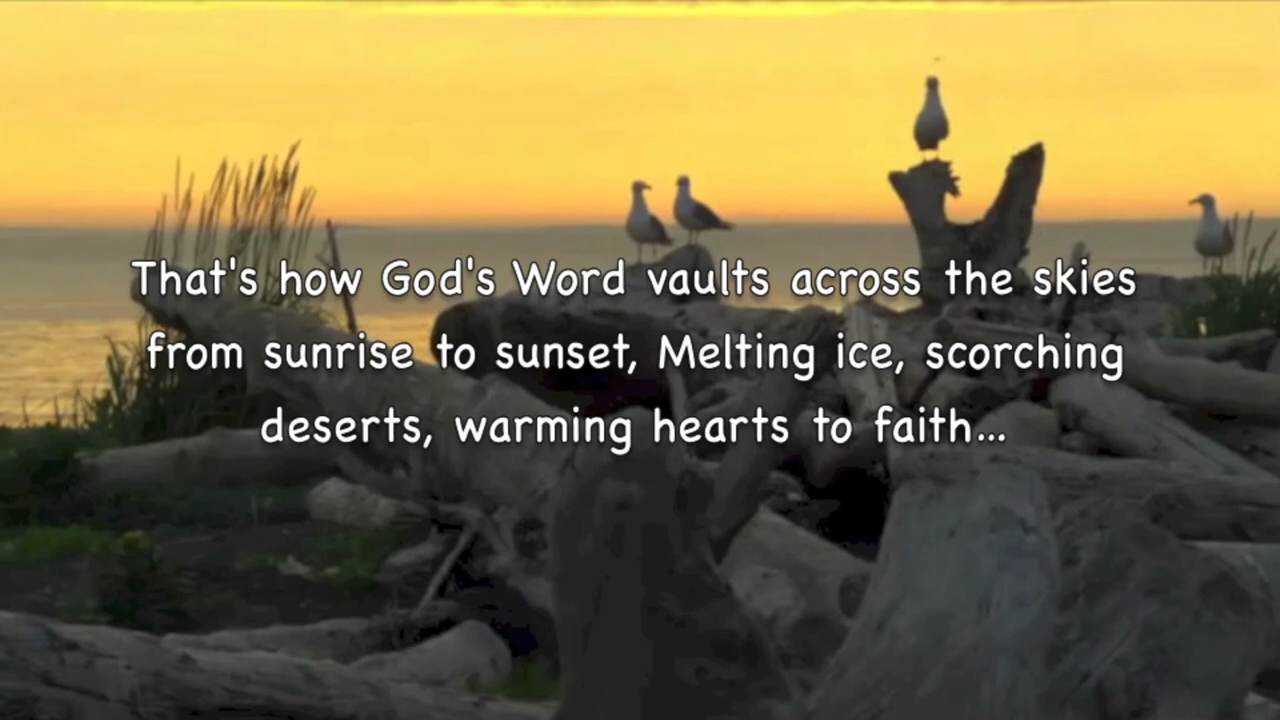 That's how God's Word vaults across the skies
from sunrise to sunset, Melting ice, scorching
deserts, warming hearts to faith...